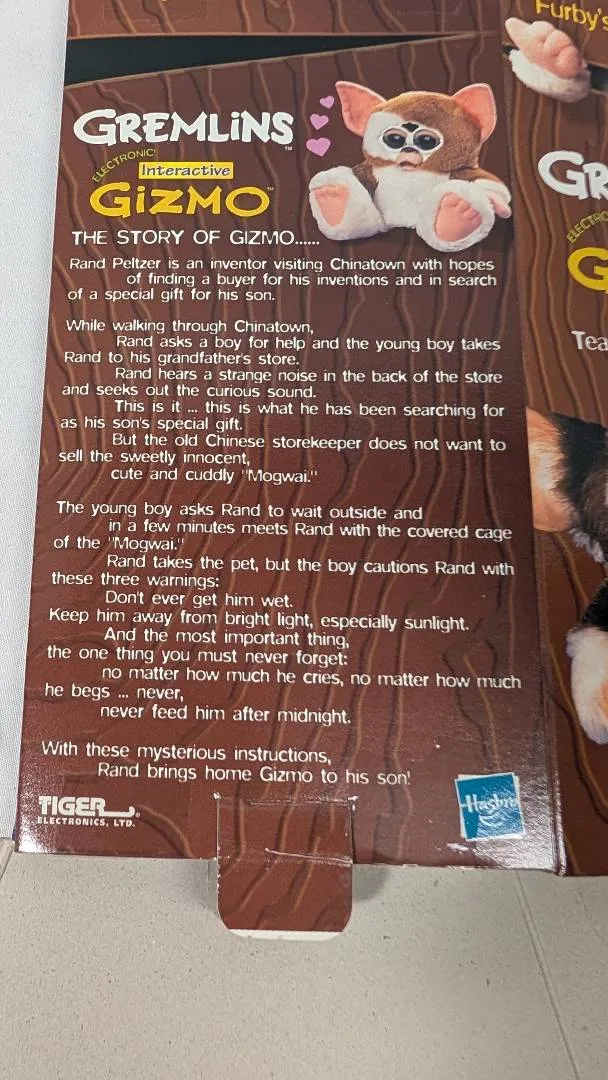 Furby's
GREMLiNS™
ELECTRONIC
Interactive
GiZMO™
THE STORY OF GIZMO......
Rand Peltzer is an inventor visiting Chinatown with hopes
of finding a buyer for his inventions and in search
of a special gift for his son.
While walking through Chinatown,
Rand asks a boy for help and the young boy takes
Rand to his grandfather's store.
Rand hears a strange noise in the back of the store
and seeks out the curious sound.
This is it ... this is what he has been searching for
as his son's special gift.
But the old Chinese storekeeper does not want to
sell the sweetly innocent,
cute and cuddly "Mogwai."
The young boy asks Rand to wait outside and
in a few minutes meets Rand with the covered cage
of the "Mogwai."
Rand takes the pet, but the boy cautions Rand with
these three warnings:
Don't ever get him wet.
Keep him away from bright light, especially sunlight.
And the most important thing,
the one thing you must never forget:
no matter how much he cries, no matter how much
he begs ... never,
never feed him after midnight.
With these mysterious instructions,
Rand brings home Gizmo to his son!
TIGER®
ELECTRONICS, LTD.
Hasbro
GR
ELECTRO
G
Tea